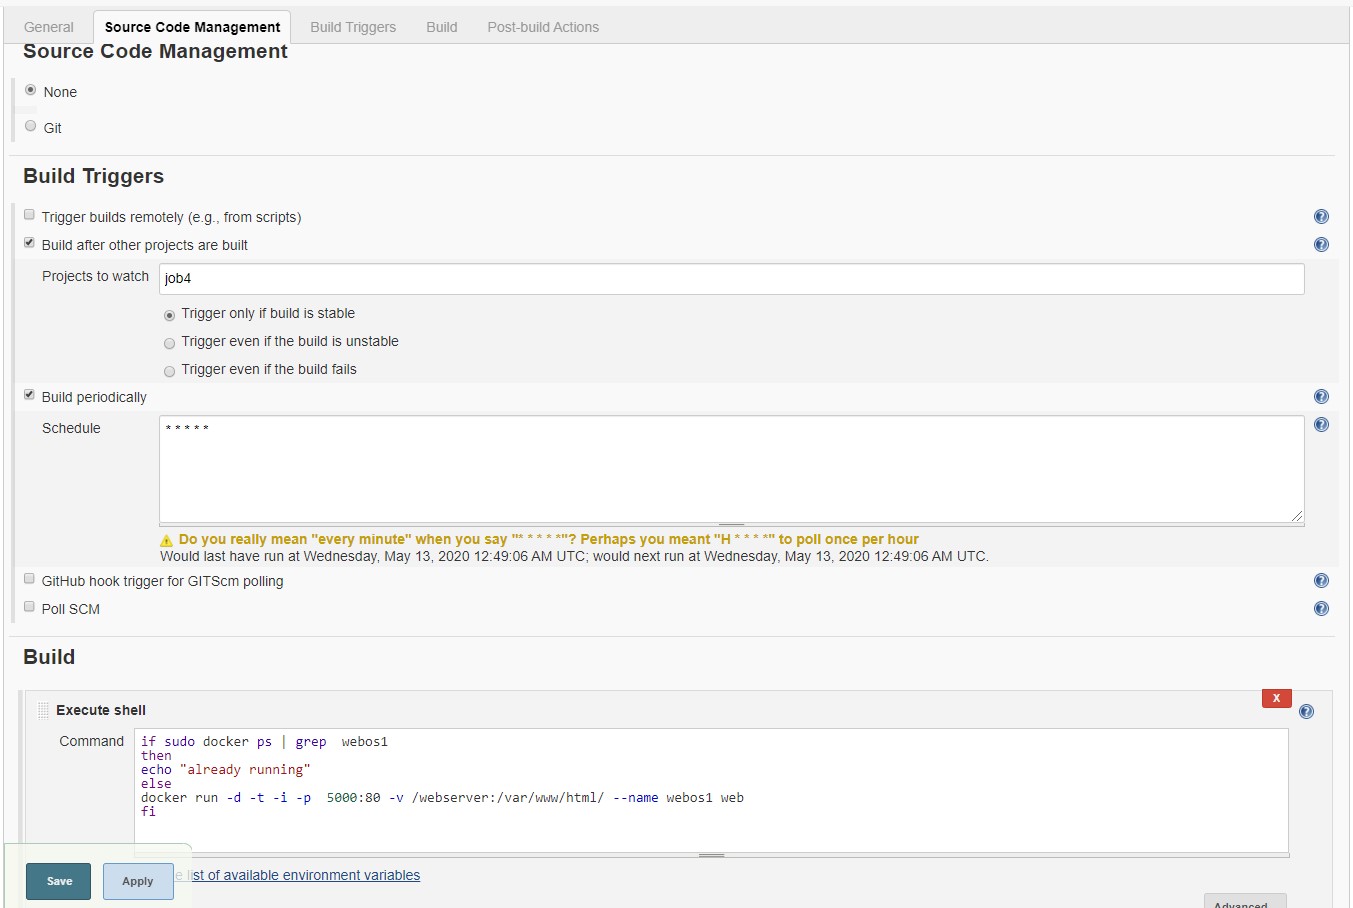 General Source Code Management Build Triggers Build Post-build Actions
Source Code Management
None
Git
Build Triggers
Trigger builds remotely (e.g., from scripts)
Build after other projects are built
Projects to watch job4
Trigger only if build is stable
Trigger even if the build is unstable
Trigger even if the build fails
Build periodically
Schedule * * * * *
Do you really mean "every minute" when you say "* * * * *"? Perhaps you meant "H * * * *" to poll once per hour
Would last have run at Wednesday, May 13, 2020 12:49:06 AM UTC; would next run at Wednesday, May 13, 2020 12:49:06 AM UTC.
GitHub hook trigger for GITScm polling
Poll SCM
Build
X
Execute shell
Command if sudo docker ps | grep  webos1
then
echo "already running"
else
docker run -d -t -i -p  5000:80 -v /webserver:/var/www/html/ --name webos1 web
fi
Save Apply e list of available environment variables
Advanced...